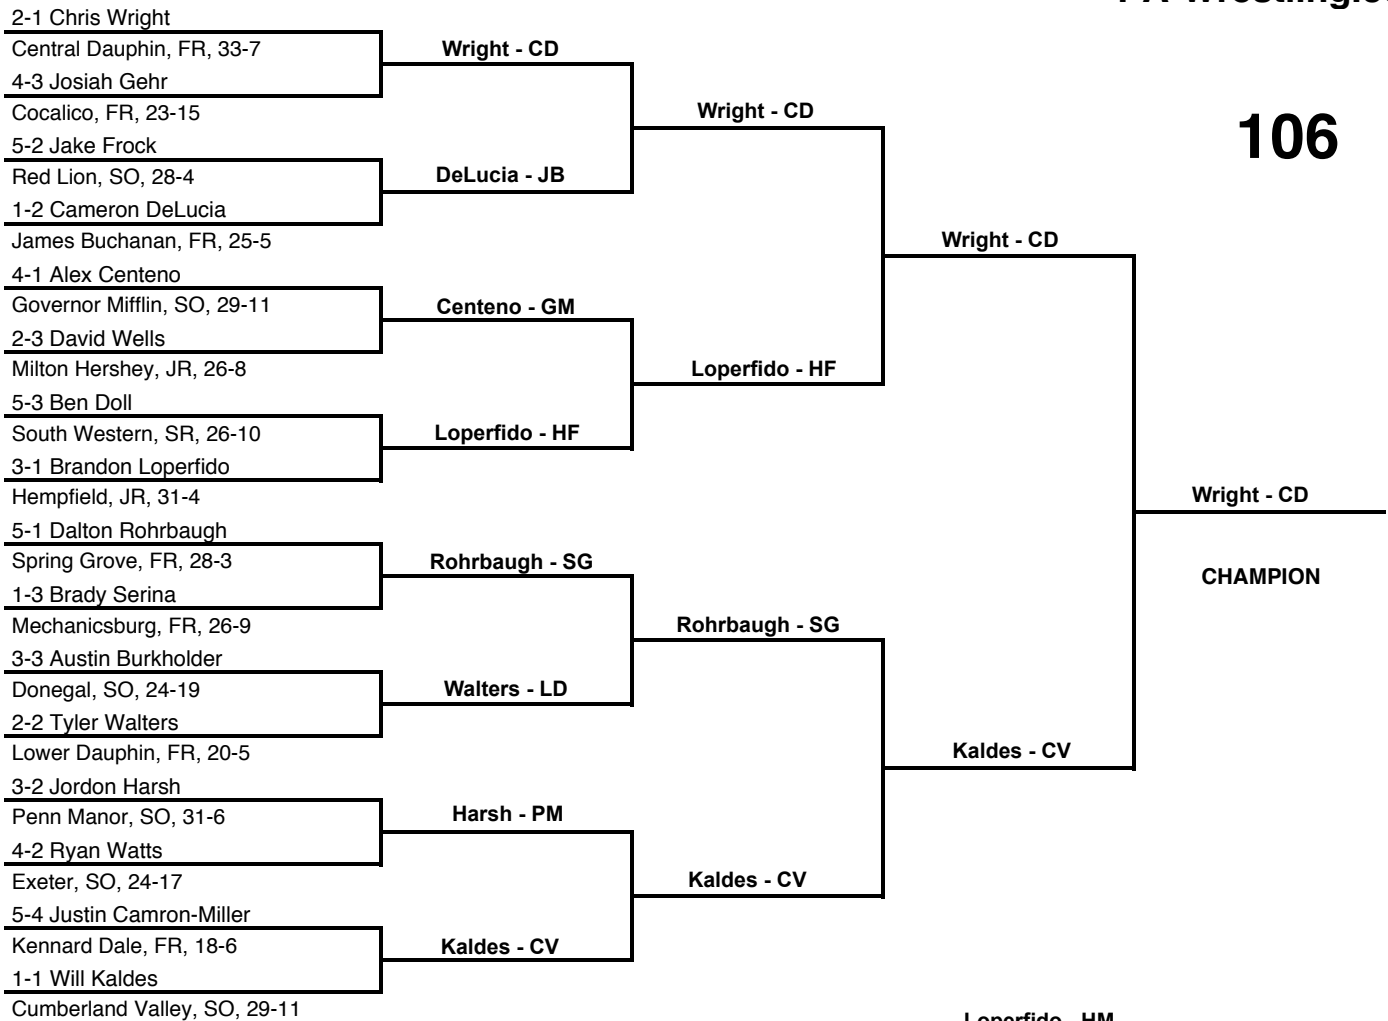 2-1 Chris Wright
Central Dauphin, FR, 33-7
4-3 Josiah Gehr
Cocalico, FR, 23-15
5-2 Jake Frock
Red Lion, SO, 28-4
1-2 Cameron DeLucia
James Buchanan, FR, 25-5
4-1 Alex Centeno
Governor Mifflin, SO, 29-11
2-3 David Wells
Milton Hershey, JR, 26-8
5-3 Ben Doll
South Western, SR, 26-10
3-1 Brandon Loperfido
Hempfield, JR, 31-4
5-1 Dalton Rohrbaugh
Spring Grove, FR, 28-3
1-3 Brady Serina
Mechanicsburg, FR, 26-9
3-3 Austin Burkholder
Donegal, SO, 24-19
2-2 Tyler Walters
Lower Dauphin, FR, 20-5
3-2 Jordon Harsh
Penn Manor, SO, 31-6
4-2 Ryan Watts
Exeter, SO, 24-17
5-4 Justin Camron-Miller
Kennard Dale, FR, 18-6
1-1 Will Kaldes
Cumberland Valley, SO, 29-11
Wright - CD
DeLucia - JB
Centeno - GM
Loperfido - HF
Rohrbaugh - SG
Walters - LD
Harsh - PM
Kaldes - CV
Wright - CD
Loperfido - HF
Rohrbaugh - SG
Kaldes - CV
Wright - CD
Kaldes - CV
106
Wright - CD
CHAMPION
Loperfido - HM